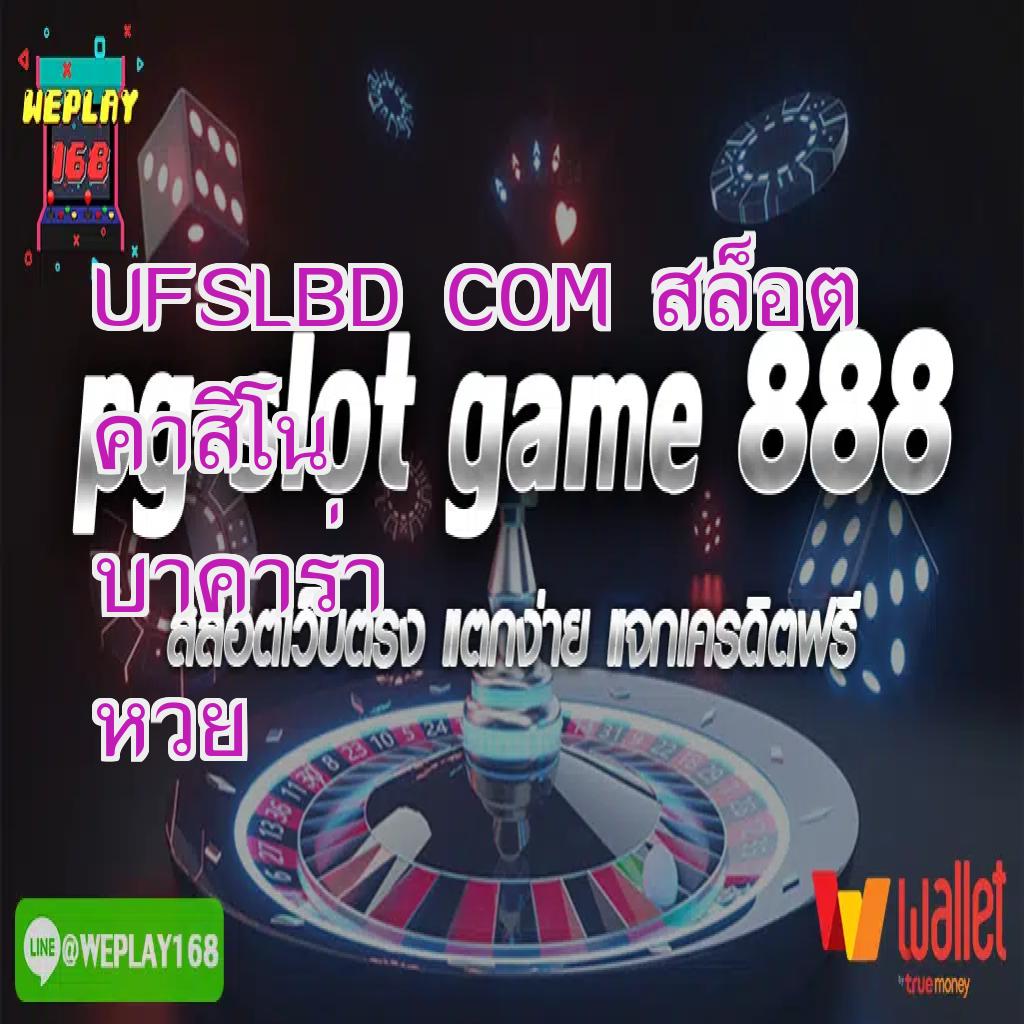 WEPLAY
168
UFSLBD COM สล็อต
pg slot game 888
คาสิโน
บาคาร่า
สล็อตเว็บตรง แตกง่าย แจกเครดิตฟรี
หวย
LINE @WEPLAY168
wallet
by truemoney